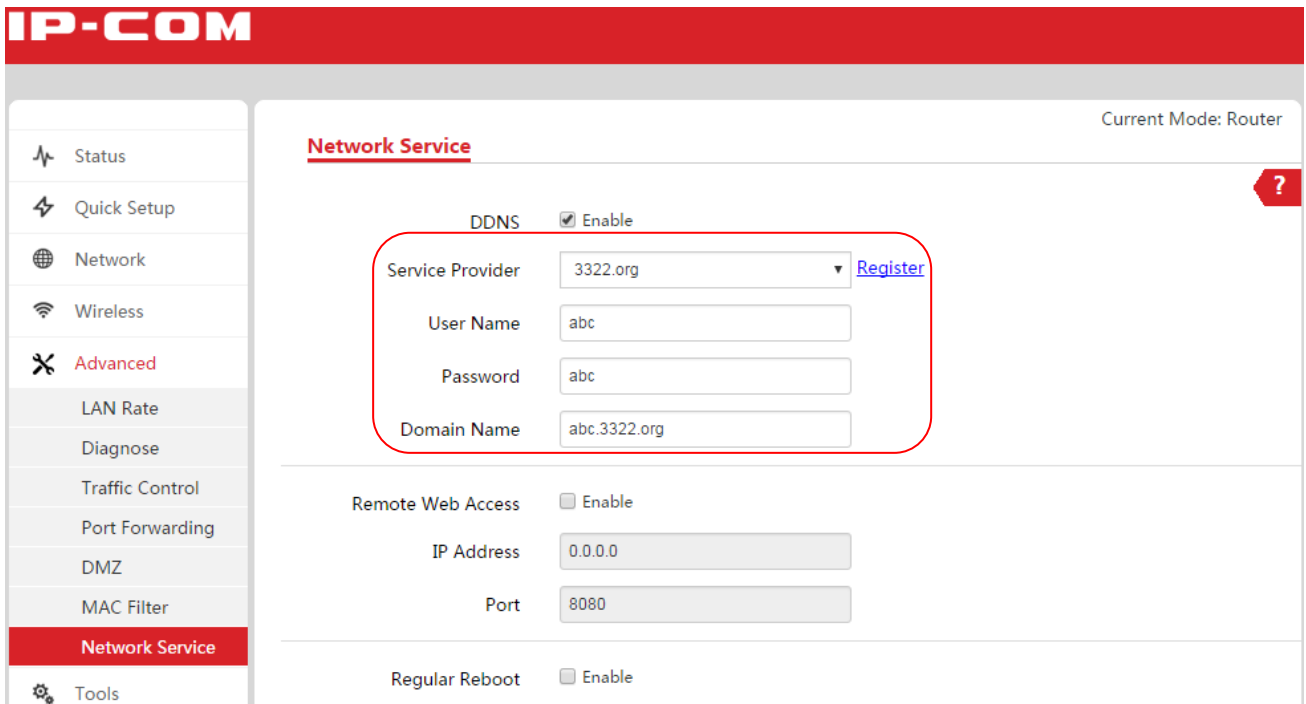 IP-COM
Current Mode: Router
Status
Quick Setup
Network
Wireless
Advanced
LAN Rate
Diagnose
Traffic Control
Port Forwarding
DMZ
MAC Filter
Network Service
Tools
Network Service
?
DDNS Enable
Service Provider 3322.org Register
User Name abc
Password abc
Domain Name abc.3322.org
Remote Web Access Enable
IP Address 0.0.0.0
Port 8080
Regular Reboot Enable